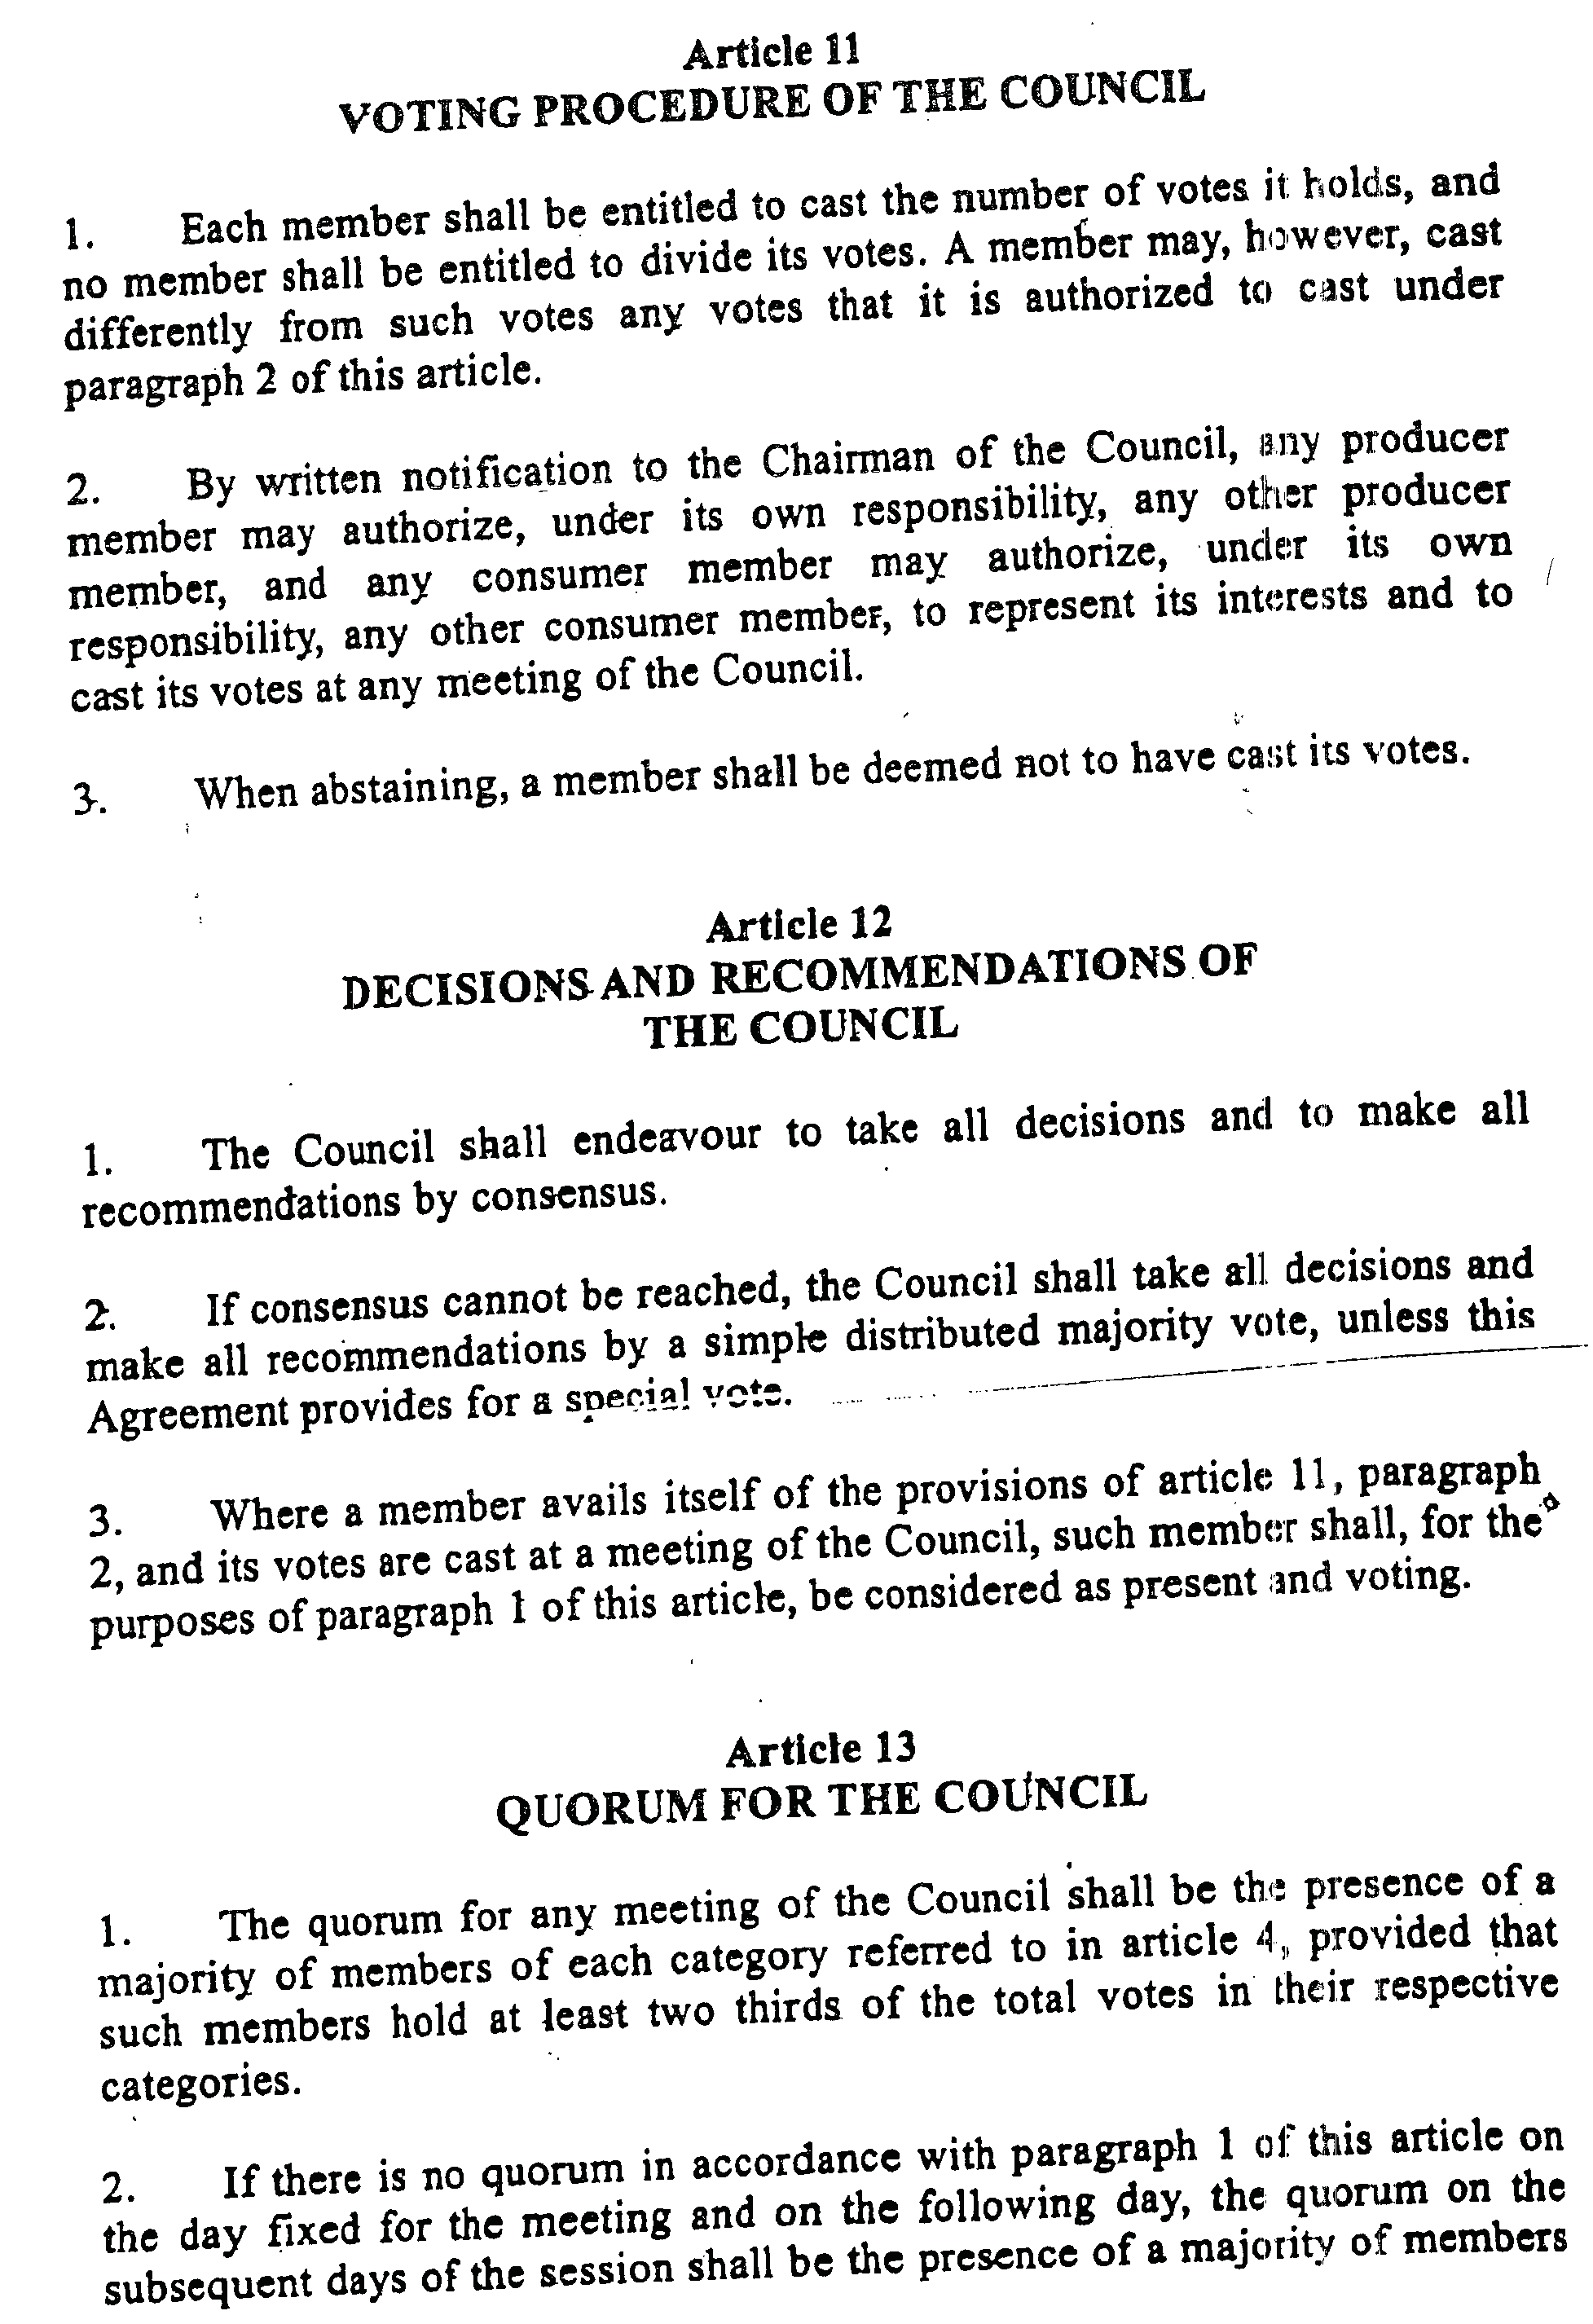 Article 11
VOTING PROCEDURE OF THE COUNCIL
1. Each member shall be entitled to cast the number of votes it holds, and
no member shall be entitled to divide its votes. A member may, however, cast
differently from such votes any votes that it is authorized to cast under
paragraph 2 of this article.
2. By written notification to the Chairman of the Council, any producer
member may authorize, under its own responsibility, any other producer
member, and any consumer member may authorize, under its own
responsibility, any other consumer member, to represent its interests and to
cast its votes at any meeting of the Council.
3. When abstaining, a member shall be deemed not to have cast its votes.
Article 12
DECISIONS AND RECOMMENDATIONS OF
THE COUNCIL
1. The Council shall endeavour to take all decisions and to make all
recommendations by consensus.
2. If consensus cannot be reached, the Council shall take all decisions and
make all recommendations by a simple distributed majority vote, unless this
Agreement provides for a special vote.
3. Where a member avails itself of the provisions of article 11, paragraph
2, and its votes are cast at a meeting of the Council, such member shall, for the
purposes of paragraph 1 of this article, be considered as present and voting.
Article 13
QUORUM FOR THE COUNCIL
1. The quorum for any meeting of the Council shall be the presence of a
majority of members of each category referred to in article 4, provided that
such members hold at least two thirds of the total votes in their respective
categories.
2. If there is no quorum in accordance with paragraph 1 of this article on
the day fixed for the meeting and on the following day, the quorum on the
subsequent days of the session shall be the presence of a majority of members